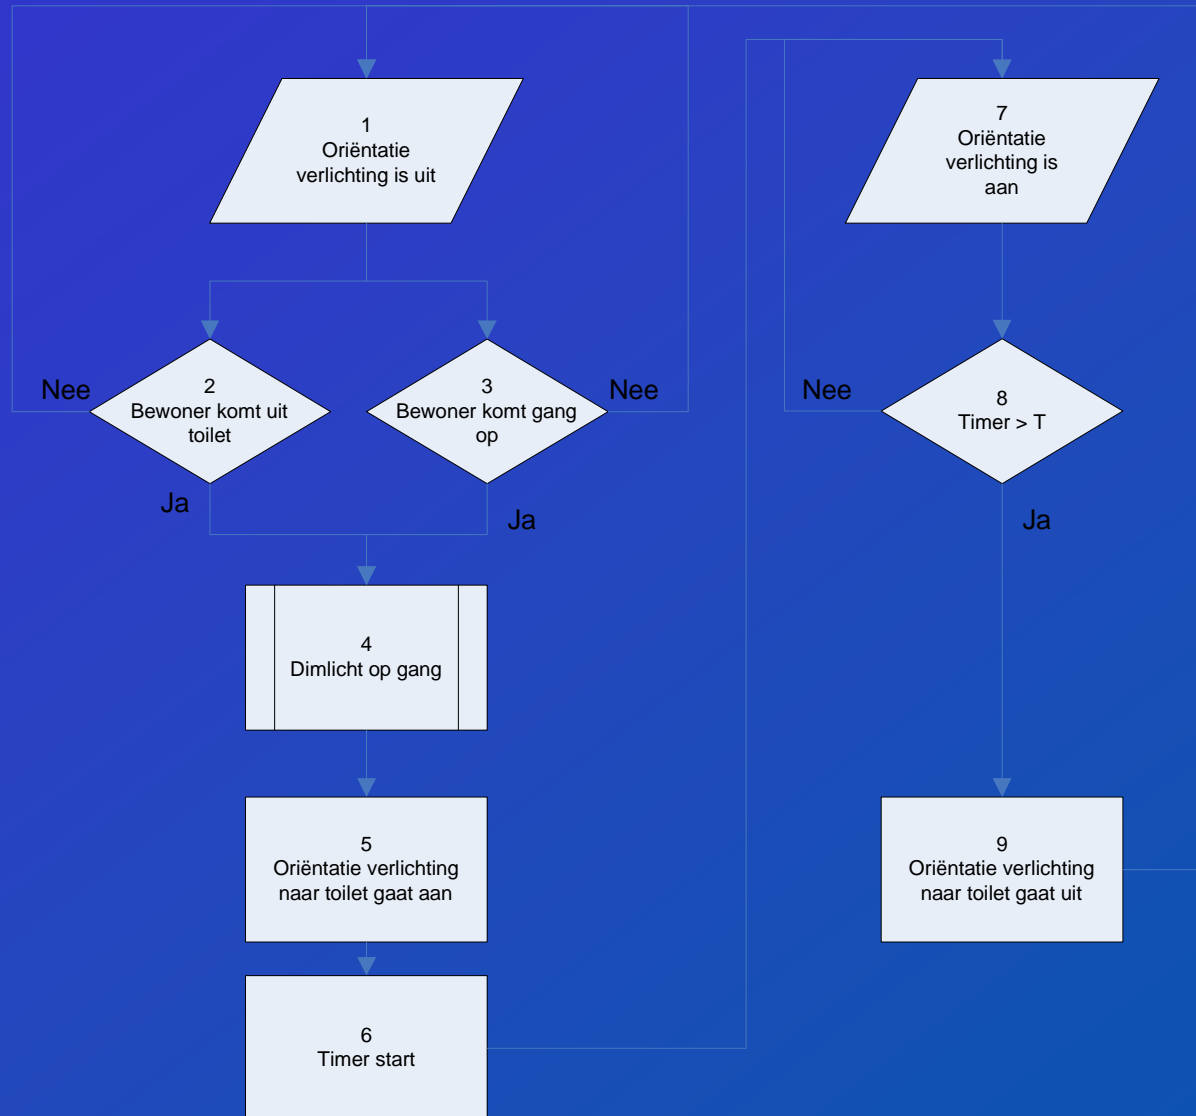 1
Oriëntatie
verlichting is uit
7
Oriëntatie
verlichting is
aan
Nee
2
Bewoner komt uit
toilet
3
Bewoner komt gang
op
Nee
Nee
8
Timer > T
Ja
Ja
Ja
4
Dimlicht op gang
5
Oriëntatie verlichting
naar toilet gaat aan
9
Oriëntatie verlichting
naar toilet gaat uit
6
Timer start